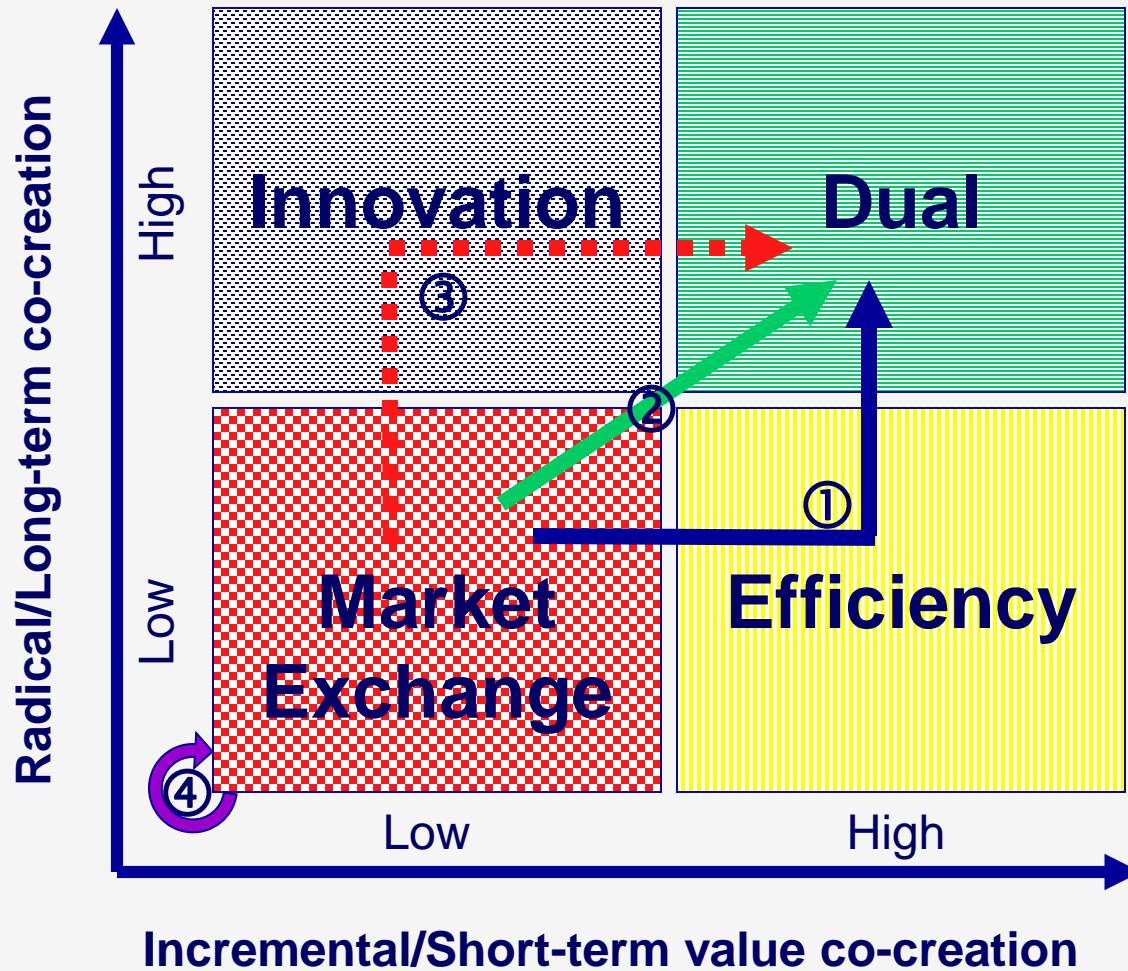 Radical/Long-term co-creation
High
Low
Innovation
Dual
③
②
①
Market
Exchange
Efficiency
④
Low
High
Incremental/Short-term value co-creation